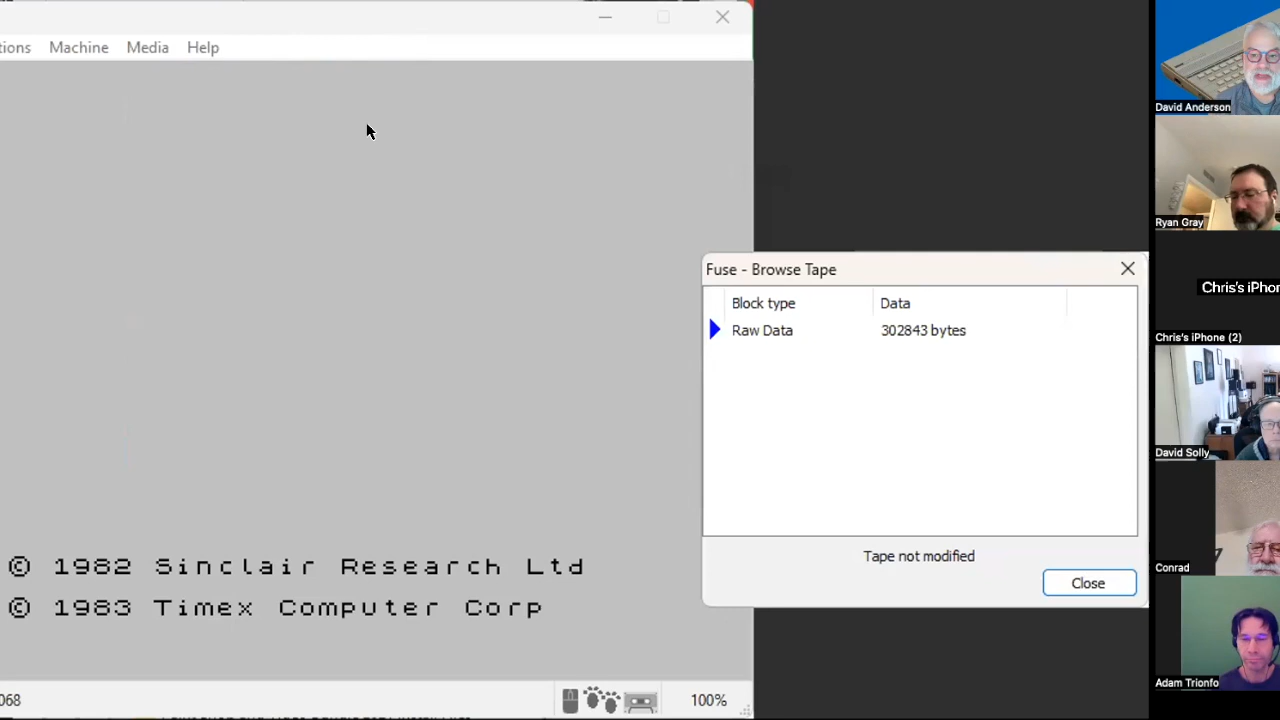 tions Machine Media Help
© 1982 Sinclair Research Ltd
© 1983 Timex Computer Corp
068
100%
Fuse - Browse Tape
Block type Data
Raw Data 302843 bytes
Tape not modified
Close
David Anderson
Ryan Gray
Chris's iPhon
Chris's iPhone (2)
David Solly
Conrad
Adam Trionfo